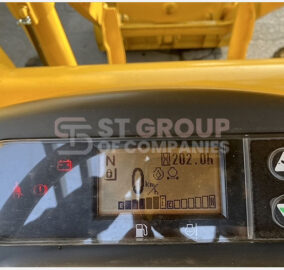 ST GROUP
OF COMPANIES
N
202.0h
0
km/h